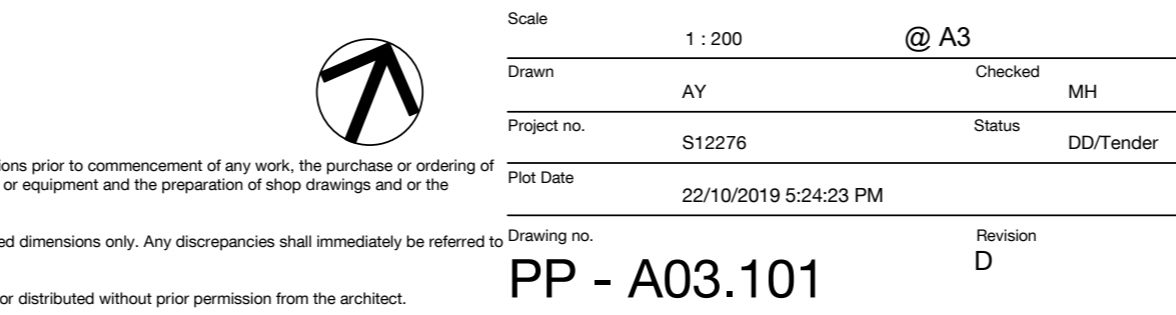 ions prior to commencement of any work, the purchase or ordering of
or equipment and the preparation of shop drawings and or the
ed dimensions only. Any discrepancies shall immediately be referred to
or distributed without prior permission from the architect.
Scale
1 : 200 @ A3
Drawn Checked
AY MH
Project no. Status
S12276 DD/Tender
Plot Date
22/10/2019 5:24:23 PM
Drawing no. Revision
PP - A03.101 D